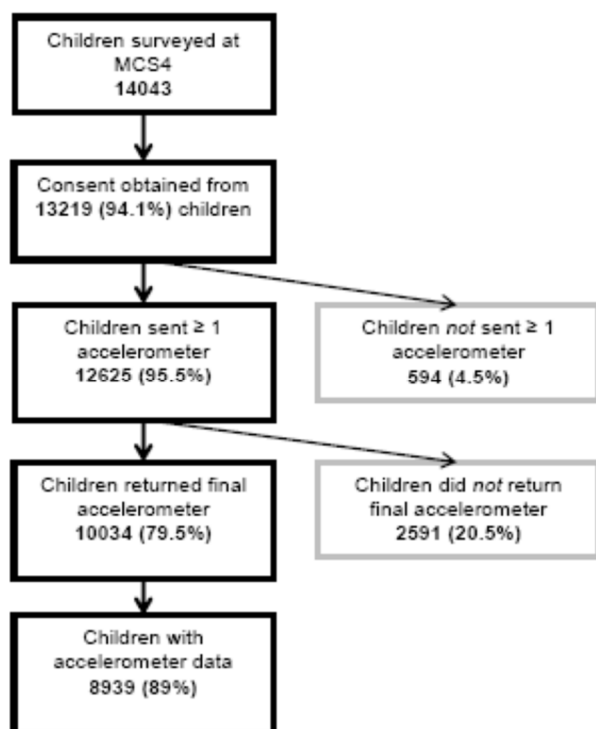 Children surveyed at
MCS4
14043
Consent obtained from
13219 (94.1%) children
Children sent ≥ 1
accelerometer
12625 (95.5%)
Children not sent ≥ 1
accelerometer
594 (4.5%)
Children returned final
accelerometer
10034 (79.5%)
Children did not return
final accelerometer
2591 (20.5%)
Children with
accelerometer data
8939 (89%)